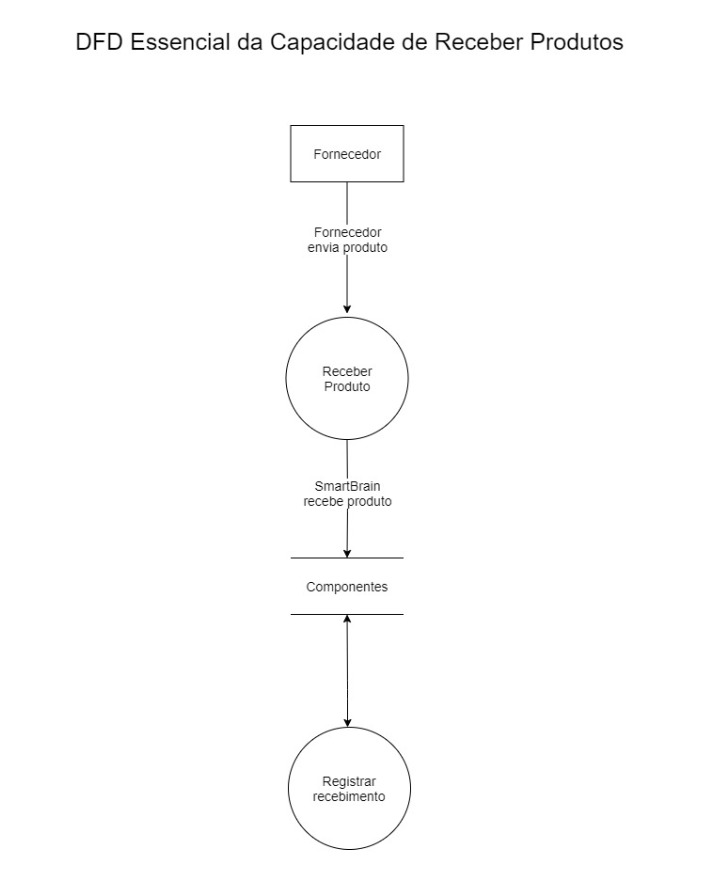 DFD Essencial da Capacidade de Receber Produtos
Fornecedor
Fornecedor
envia produto
Receber
Produto
SmartBrain
recebe produto
Componentes
Registrar
recebimento